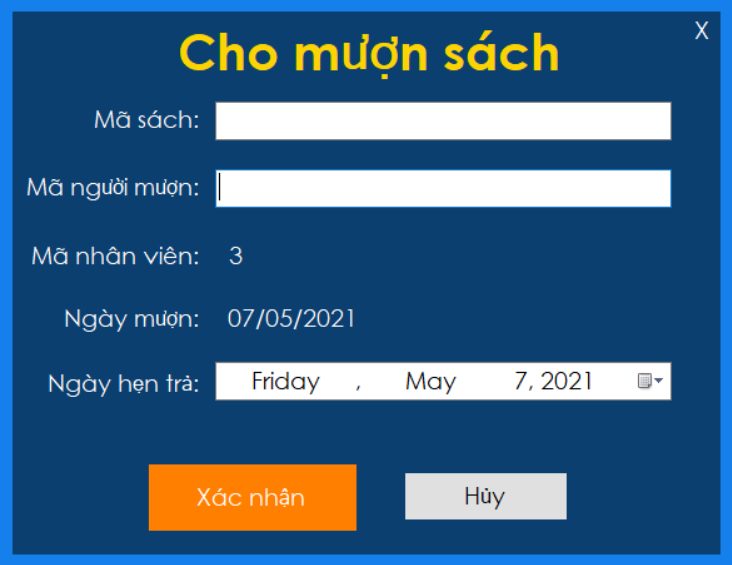 X
Cho mượn sách
Mã sách:
Mã người mượn:
Mã nhân viên: 3
Ngày mượn: 07/05/2021
Ngày hẹn trả: Friday , May 7, 2021
Xác nhận Hủy